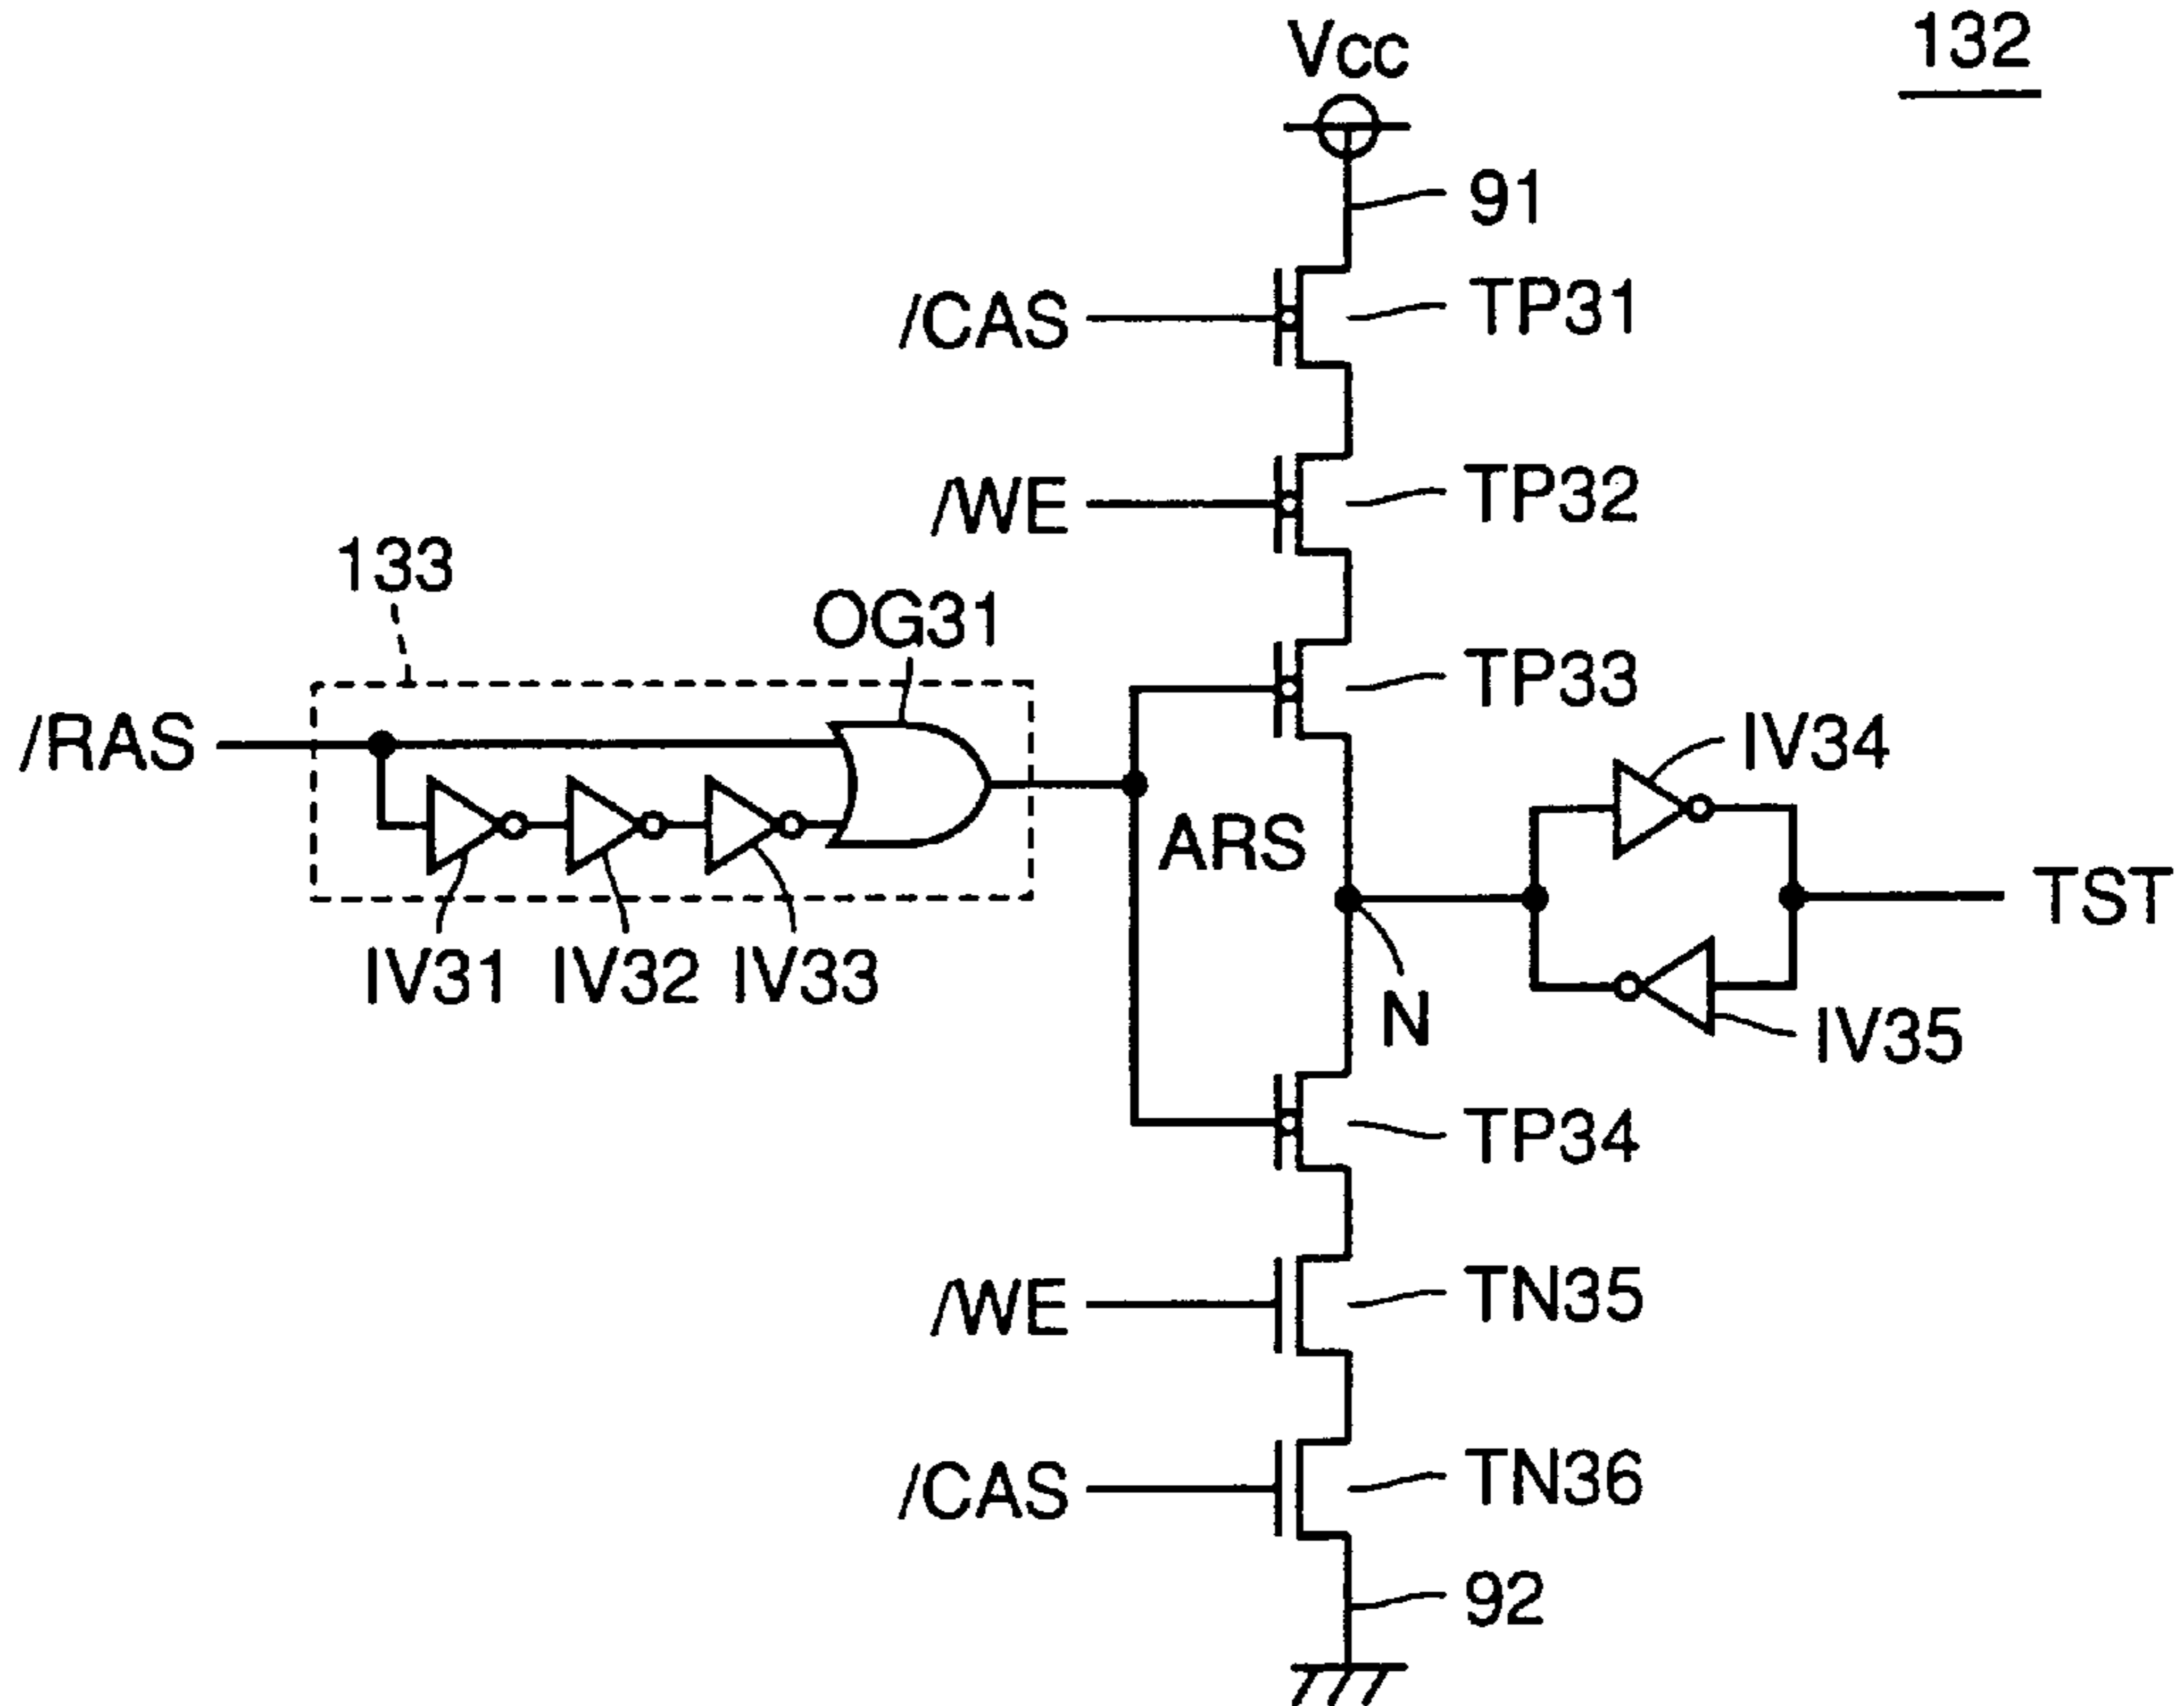 132
Vcc
91
/CAS
TP31
/WE
TP32
133
OG31
TP33
/RAS
IV34
ARS
TST
IV31
IV32
IV33
N
IV35
TP34
/WE
TN35
/CAS
TN36
92